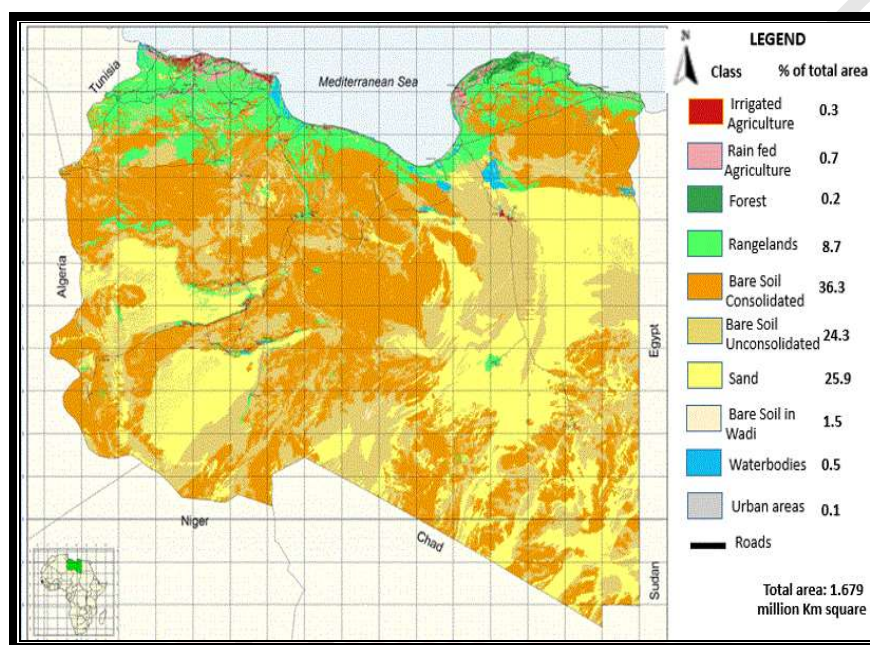 Tunisia
Mediterranean Sea
Algeria
Egypt
Niger
Chad
Sudan
N
LEGEND
Class % of total area
Irrigated
Agriculture 0.3
Rain fed
Agriculture 0.7
Forest 0.2
Rangelands 8.7
Bare Soil
Consolidated 36.3
Bare Soil
Unconsolidated 24.3
Sand 25.9
Bare Soil in
Wadi 1.5
Waterbodies 0.5
Urban areas 0.1
Roads
Total area: 1.679
million Km square